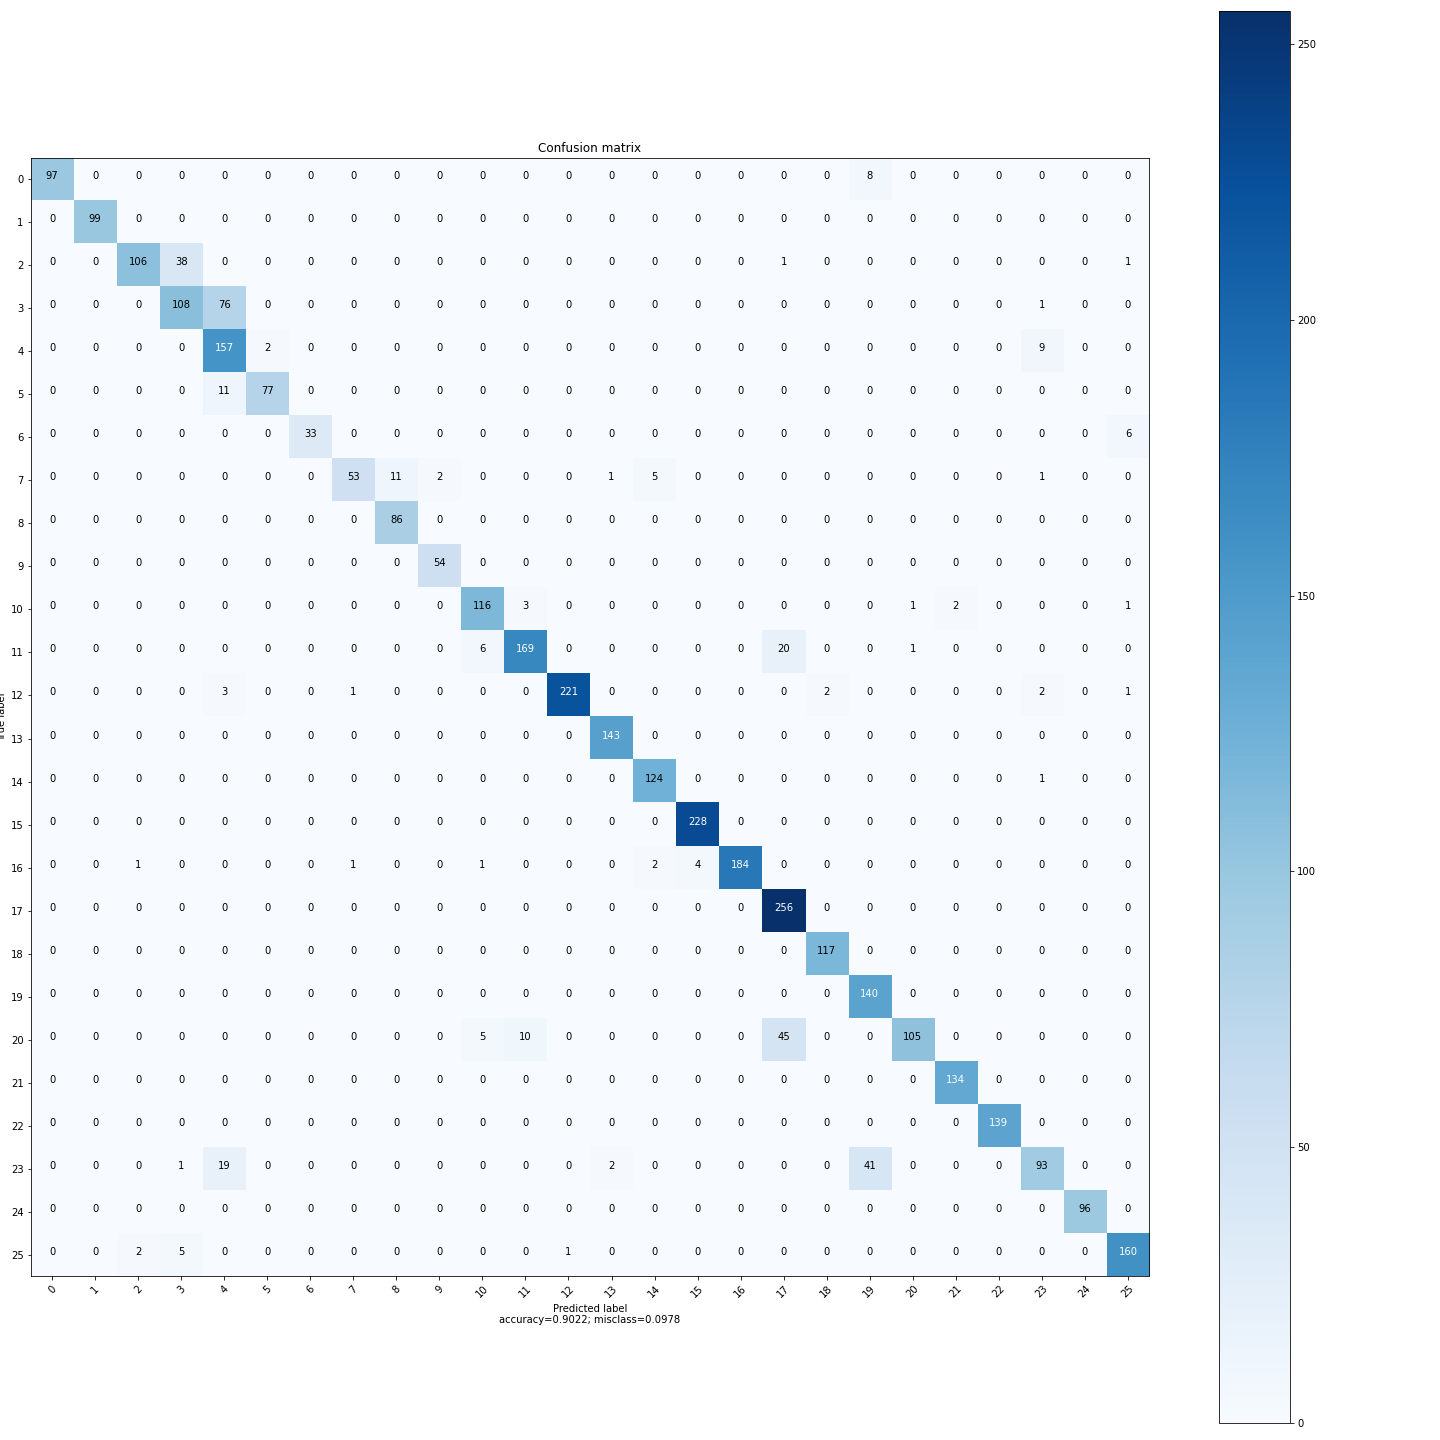 Confusion matrix
0 97 0 0 0 0 0 0 0 0 0 0 0 0 0 0 0 0 0 0 8 0 0 0 0 0 0
1 0 99 0 0 0 0 0 0 0 0 0 0 0 0 0 0 0 0 0 0 0 0 0 0 0 0
2 0 0 106 38 0 0 0 0 0 0 0 0 0 0 0 0 0 1 0 0 0 0 0 0 0 1
3 0 0 0 108 76 0 0 0 0 0 0 0 0 0 0 0 0 0 0 0 0 0 0 1 0 0
4 0 0 0 0 157 2 0 0 0 0 0 0 0 0 0 0 0 0 0 0 0 0 0 9 0 0
5 0 0 0 0 11 77 0 0 0 0 0 0 0 0 0 0 0 0 0 0 0 0 0 0 0 0
6 0 0 0 0 0 0 33 0 0 0 0 0 0 0 0 0 0 0 0 0 0 0 0 0 0 6
7 0 0 0 0 0 0 0 53 11 2 0 0 0 1 5 0 0 0 0 0 0 0 0 1 0 0
8 0 0 0 0 0 0 0 0 86 0 0 0 0 0 0 0 0 0 0 0 0 0 0 0 0 0
9 0 0 0 0 0 0 0 0 0 54 0 0 0 0 0 0 0 0 0 0 0 0 0 0 0 0
10 0 0 0 0 0 0 0 0 0 0 116 3 0 0 0 0 0 0 0 0 1 2 0 0 0 1
11 0 0 0 0 0 0 0 0 0 0 6 169 0 0 0 0 0 20 0 0 1 0 0 0 0 0
12 0 0 0 0 3 0 0 1 0 0 0 0 221 0 0 0 0 0 2 0 0 0 0 2 0 1
13 0 0 0 0 0 0 0 0 0 0 0 0 0 143 0 0 0 0 0 0 0 0 0 0 0 0
14 0 0 0 0 0 0 0 0 0 0 0 0 0 0 124 0 0 0 0 0 0 0 0 1 0 0
15 0 0 0 0 0 0 0 0 0 0 0 0 0 0 0 228 0 0 0 0 0 0 0 0 0 0
16 0 0 1 0 0 0 0 1 0 0 1 0 0 0 2 4 184 0 0 0 0 0 0 0 0 0
17 0 0 0 0 0 0 0 0 0 0 0 0 0 0 0 0 0 256 0 0 0 0 0 0 0 0
18 0 0 0 0 0 0 0 0 0 0 0 0 0 0 0 0 0 0 117 0 0 0 0 0 0 0
19 0 0 0 0 0 0 0 0 0 0 0 0 0 0 0 0 0 0 0 140 0 0 0 0 0 0
20 0 0 0 0 0 0 0 0 0 0 5 10 0 0 0 0 0 45 0 0 105 0 0 0 0 0
21 0 0 0 0 0 0 0 0 0 0 0 0 0 0 0 0 0 0 0 0 0 134 0 0 0 0
22 0 0 0 0 0 0 0 0 0 0 0 0 0 0 0 0 0 0 0 0 0 0 139 0 0 0
23 0 0 0 1 19 0 0 0 0 0 0 0 0 2 0 0 0 0 0 41 0 0 0 93 0 0
24 0 0 0 0 0 0 0 0 0 0 0 0 0 0 0 0 0 0 0 0 0 0 0 0 96 0
25 0 0 2 5 0 0 0 0 0 0 0 0 1 0 0 0 0 0 0 0 0 0 0 0 0 160
0 1 2 3 4 5 6 7 8 9 10 11 12 13 14 15 16 17 18 19 20 21 22 23 24 25
Predicted label
accuracy=0.9022; misclass=0.0978
250
200
150
100
50
0